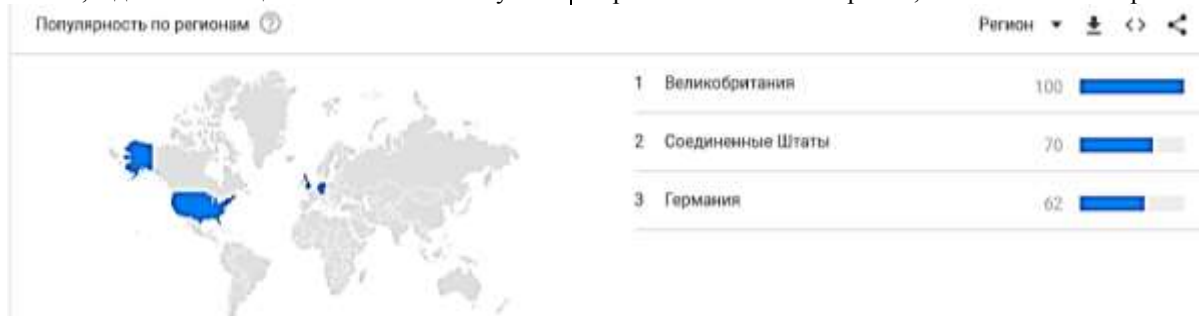 Популярность по регионам
Регион
1 Великобритания 100
2 Соединенные Штаты 70
3 Германия 62